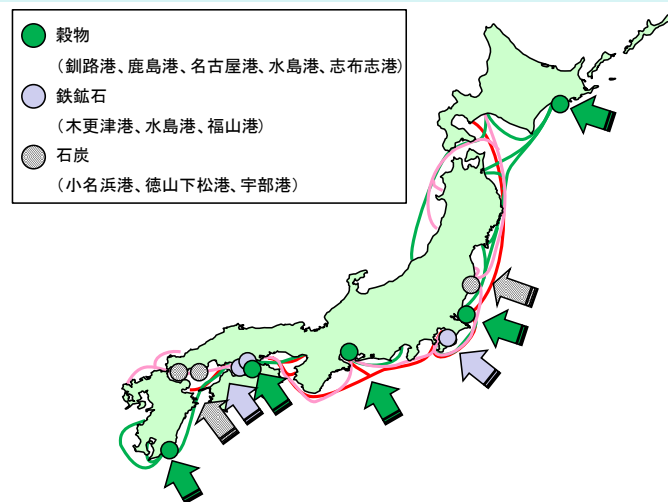 穀物
（釧路港、鹿島港、名古屋港、水島港、志布志港）
鉄鉱石
（木更津港、水島港、福山港）
石炭
（小名浜港、徳山下松港、宇部港）